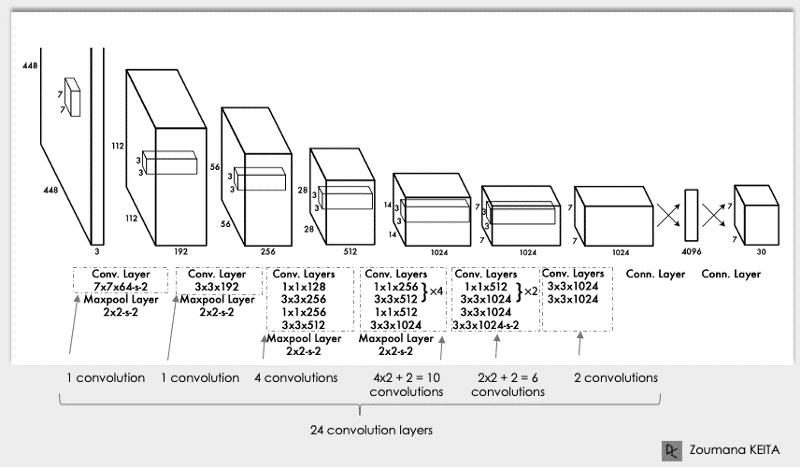 448
7
7
448
3
112
3
3
112
192
56
3
3
56
256
28
3
3
28
512
14
3
3
14
1024
7
3
3
7
1024
7
7
1024
4096
7
7
30
Conv. Layer
7x7x64-s-2
Maxpool Layer
2x2-s-2
Conv. Layer
3x3x192
Maxpool Layer
2x2-s-2
Conv. Layers
1x1x128
3x3x256
1x1x256
3x3x512
Maxpool Layer
2x2-s-2
Conv. Layers
1x1x256
3x3x512
}×4
1x1x512
3x3x1024
Maxpool Layer
2x2-s-2
Conv. Layers
1x1x512
3x3x1024
}×2
3x3x1024
3x3x1024-s-2
Conv. Layers
3x3x1024
3x3x1024
Conn. Layer
Conn. Layer
1 convolution
1 convolution
4 convolutions
4x2 + 2 = 10
convolutions
2x2 + 2 = 6
convolutions
2 convolutions
24 convolution layers
DC
Zoumana KEITA